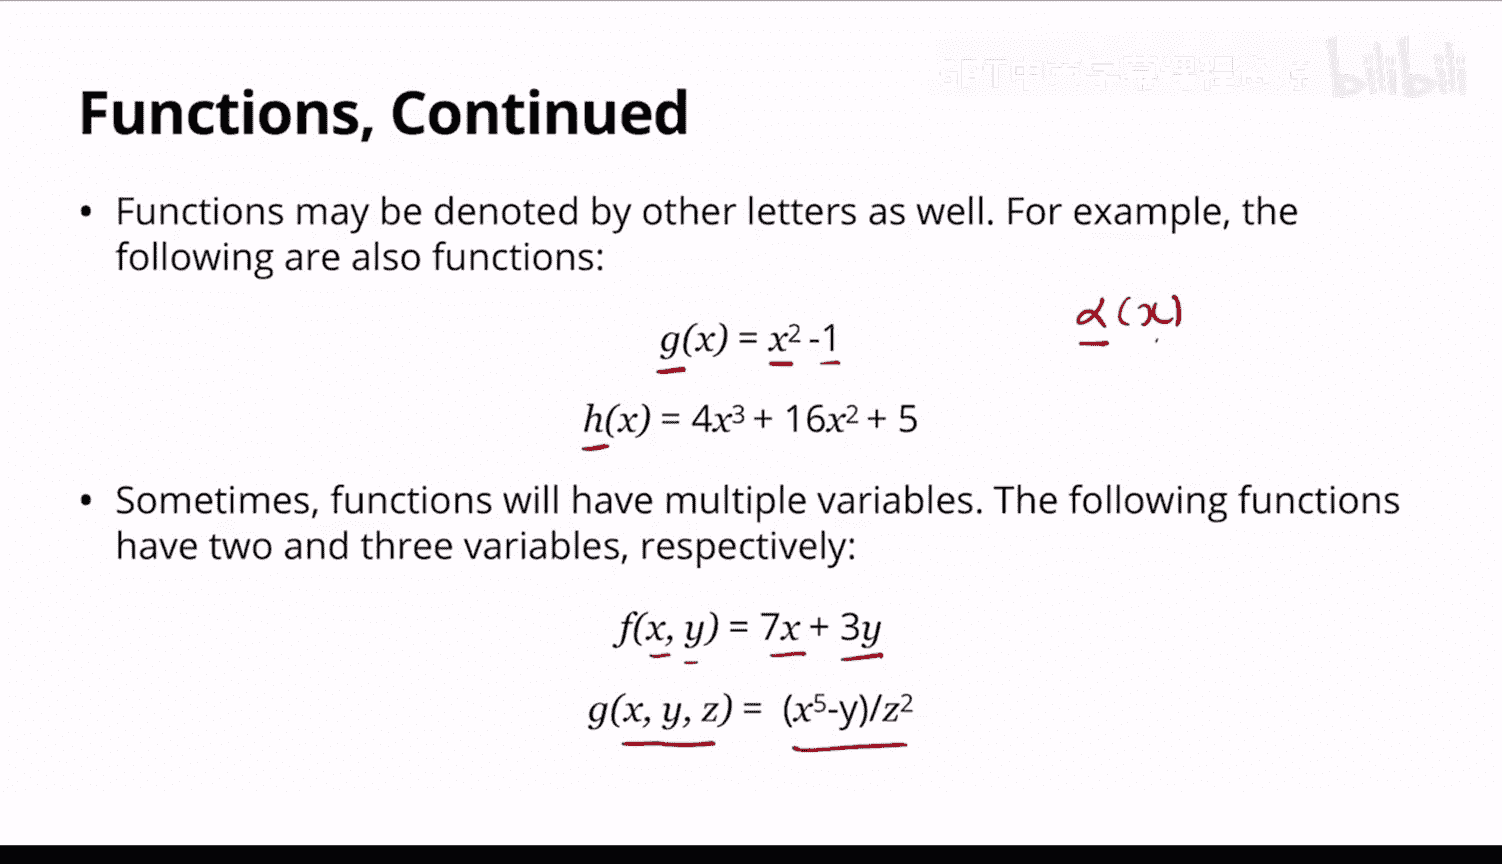 bilibili
Functions, Continued
• Functions may be denoted by other letters as well. For example, the
following are also functions:
α(x)
g(x) = x² -1
h(x) = 4x³ + 16x² + 5
• Sometimes, functions will have multiple variables. The following functions
have two and three variables, respectively:
f(x, y) = 7x + 3y
g(x, y, z) = (x⁵-y)/z²